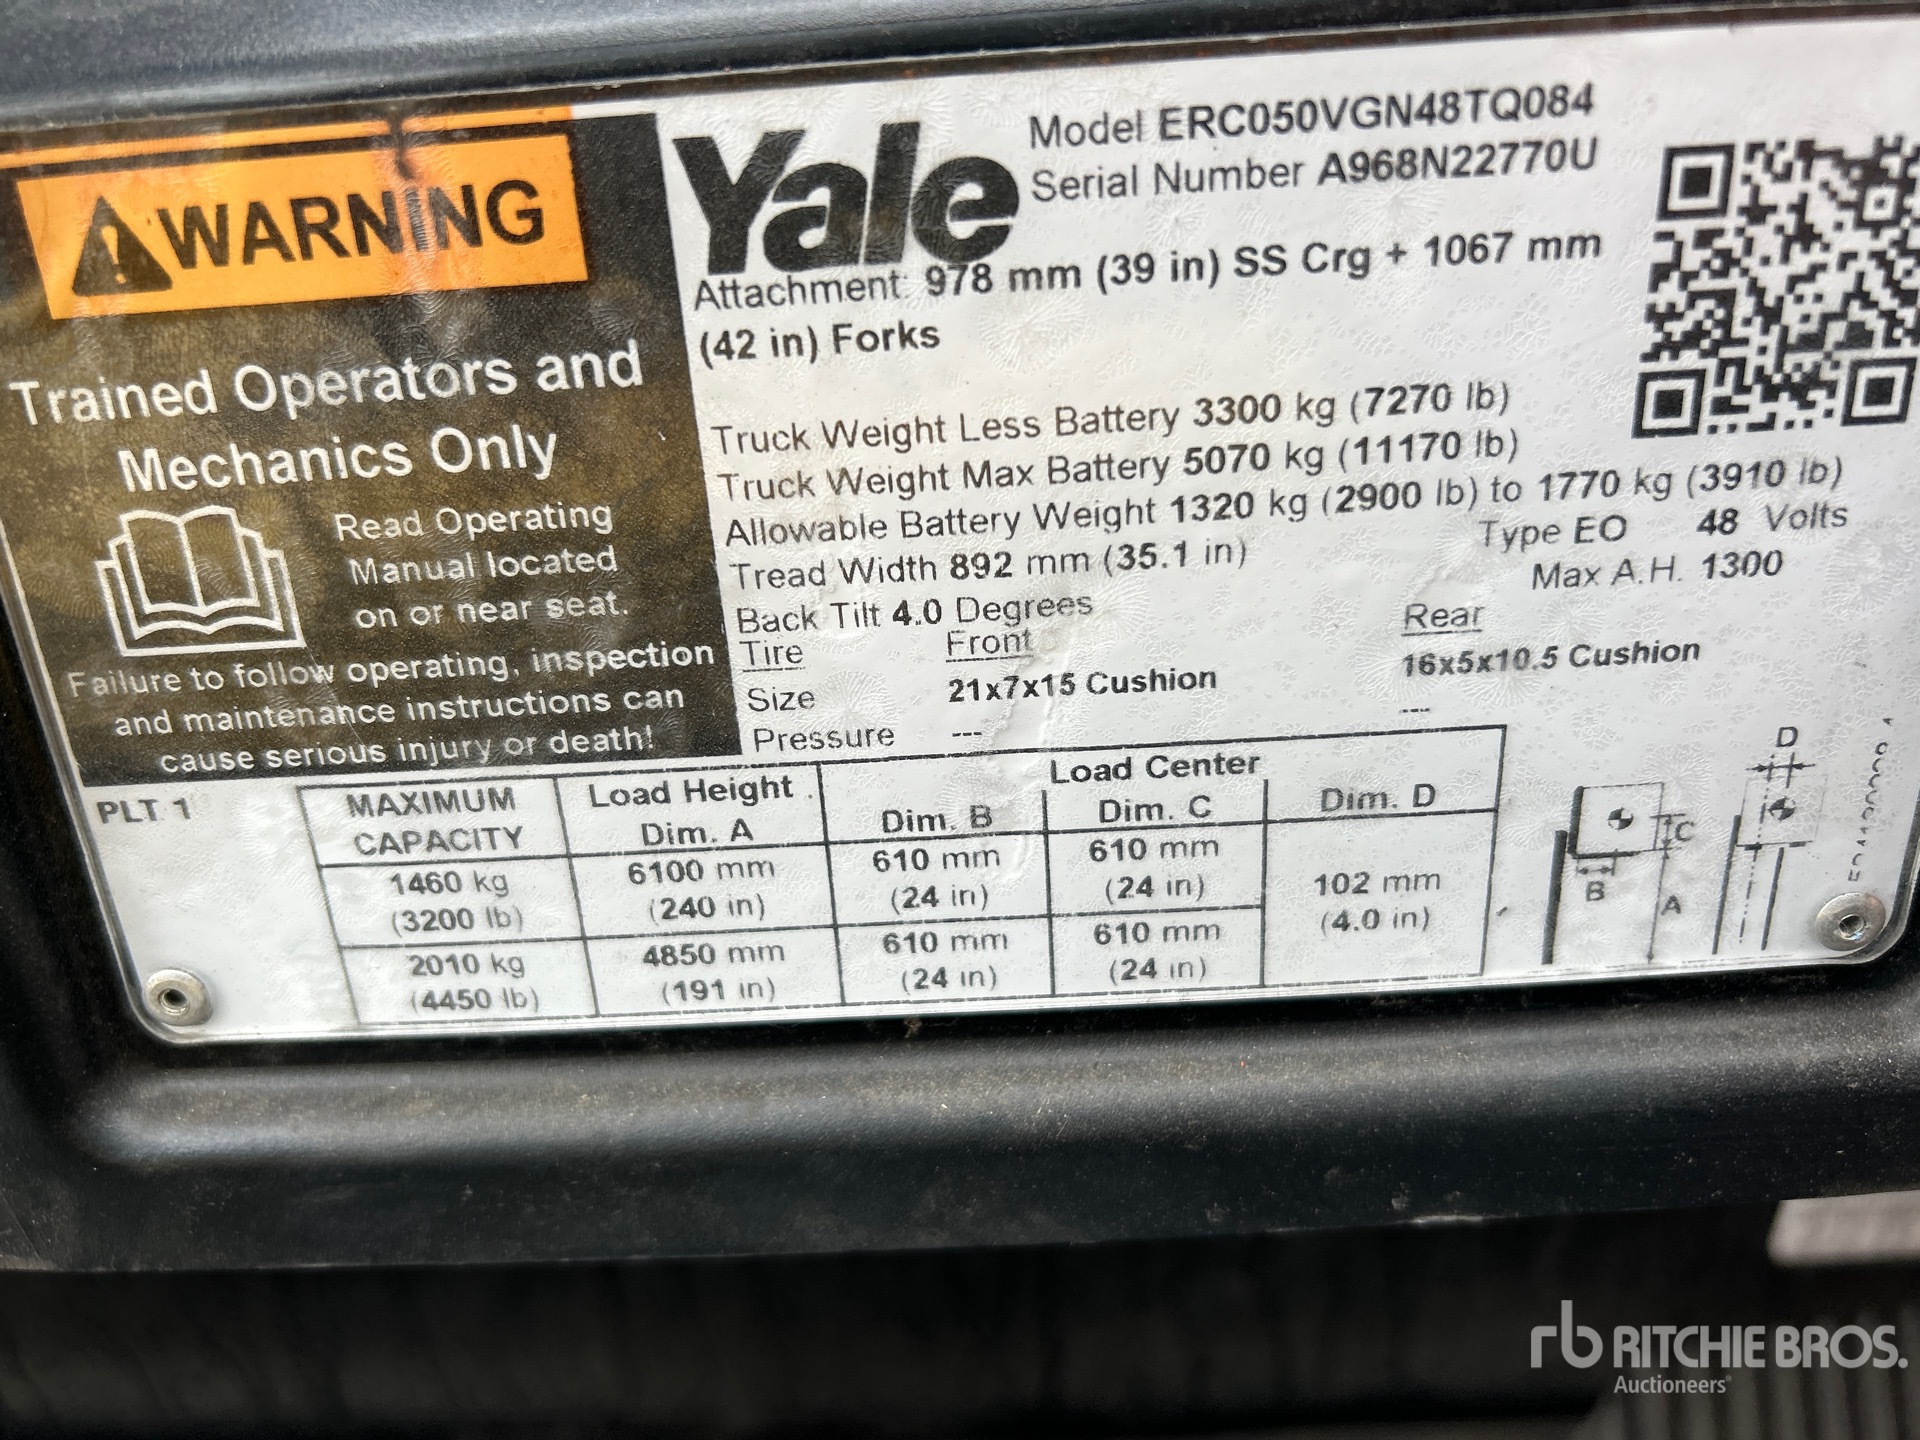 WARNING
Trained Operators and
Mechanics Only
Read Operating
Manual located
on or near seat.
Failure to follow operating, inspection
and maintenance instructions can
cause serious injury or death!
Yale
Model ERC050VGN48TQ084
Serial Number A968N22770U
Attachment: 978 mm (39 in) SS Crg + 1067 mm
(42 in) Forks
Truck Weight Less Battery 3300 kg (7270 lb)
Truck Weight Max Battery 5070 kg (11170 lb)
Allowable Battery Weight 1320 kg (2900 lb) to 1770 kg (3910 lb)
Tread Width 892 mm (35.1 in) Type EO 48 Volts
Back Tilt 4.0 Degrees Max A.H. 1300
Tire Front Rear
Size 21x7x15 Cushion 16x5x10.5 Cushion
Pressure --- ---
PLT 1
MAXIMUM Load Height Load Center
CAPACITY Dim. A Dim. B Dim. C Dim. D
1460 kg 6100 mm 610 mm 610 mm 102 mm
(3200 lb) (240 in) (24 in) (24 in) (4.0 in)
2010 kg 4850 mm 610 mm 610 mm
(4450 lb) (191 in) (24 in) (24 in)
D
C
B
A
rb RITCHIE BROS.
Auctioneers